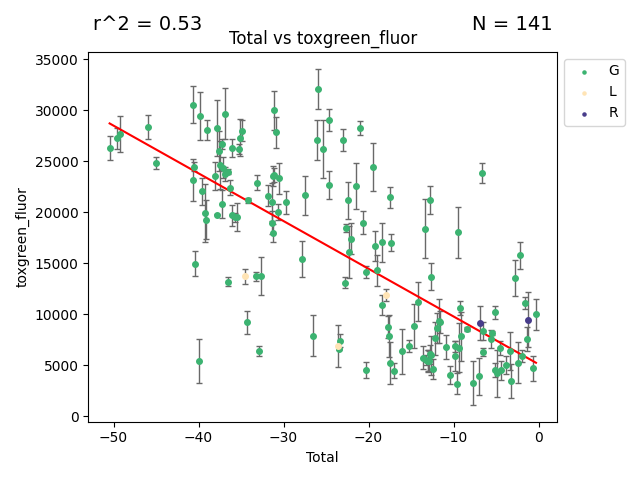 r^2 = 0.53
N = 141
Total vs toxgreen_fluor
35000
30000
25000
20000
15000
10000
5000
0
toxgreen_fluor
−50
−40
−30
−20
−10
0
Total
G
L
R